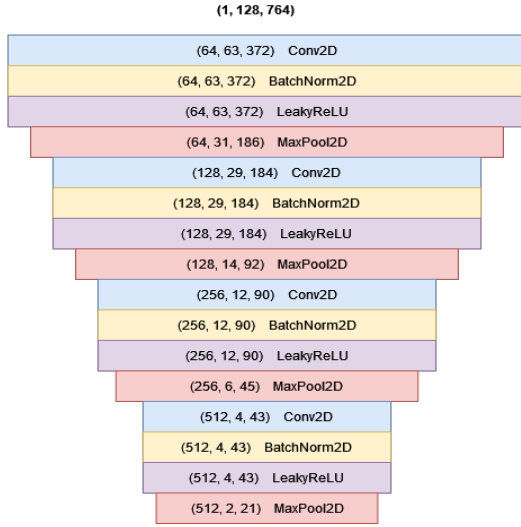 (1, 128, 764)
(64, 63, 372) Conv2D
(64, 63, 372) BatchNorm2D
(64, 63, 372) LeakyReLU
(64, 31, 186) MaxPool2D
(128, 29, 184) Conv2D
(128, 29, 184) BatchNorm2D
(128, 29, 184) LeakyReLU
(128, 14, 92) MaxPool2D
(256, 12, 90) Conv2D
(256, 12, 90) BatchNorm2D
(256, 12, 90) LeakyReLU
(256, 6, 45) MaxPool2D
(512, 4, 43) Conv2D
(512, 4, 43) BatchNorm2D
(512, 4, 43) LeakyReLU
(512, 2, 21) MaxPool2D